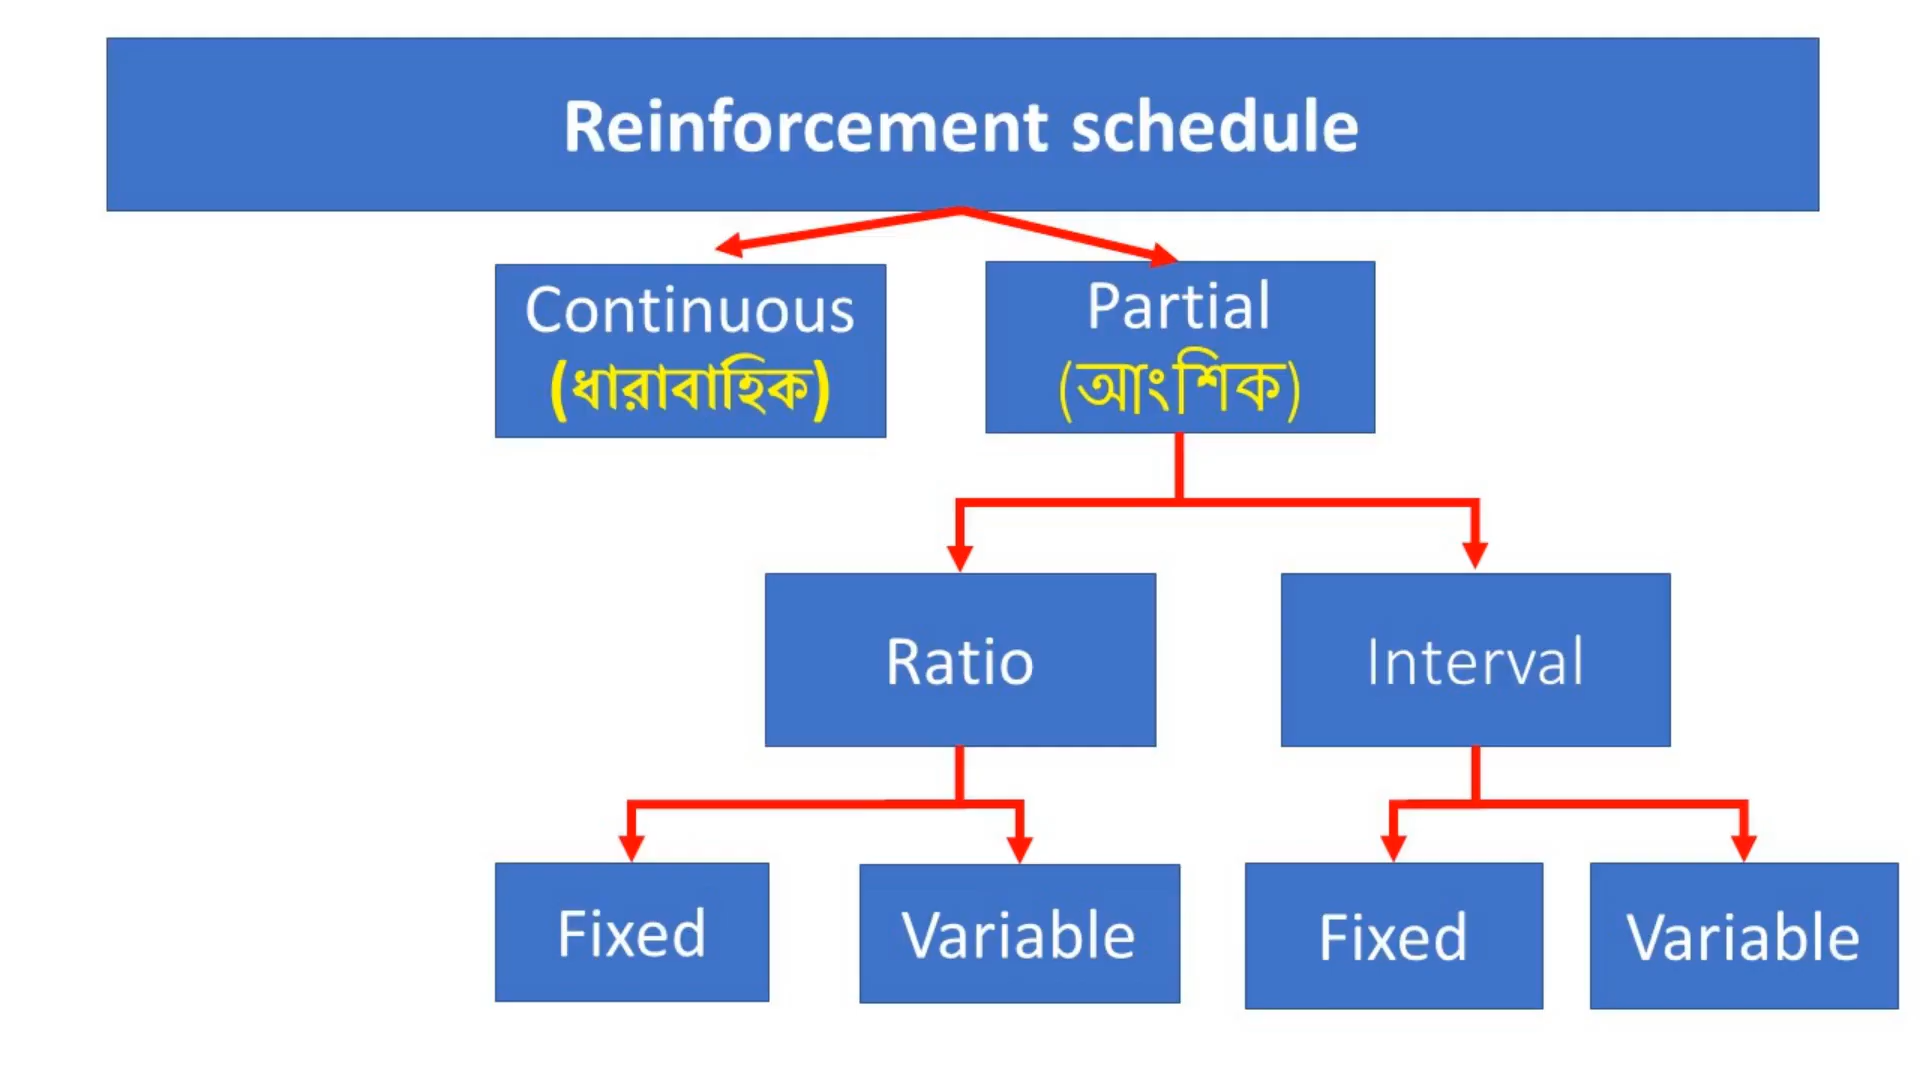 Reinforcement schedule
Continuous
(ধারাবাহিক)
Partial
(আংশিক)
Ratio
Interval
Fixed
Variable
Fixed
Variable